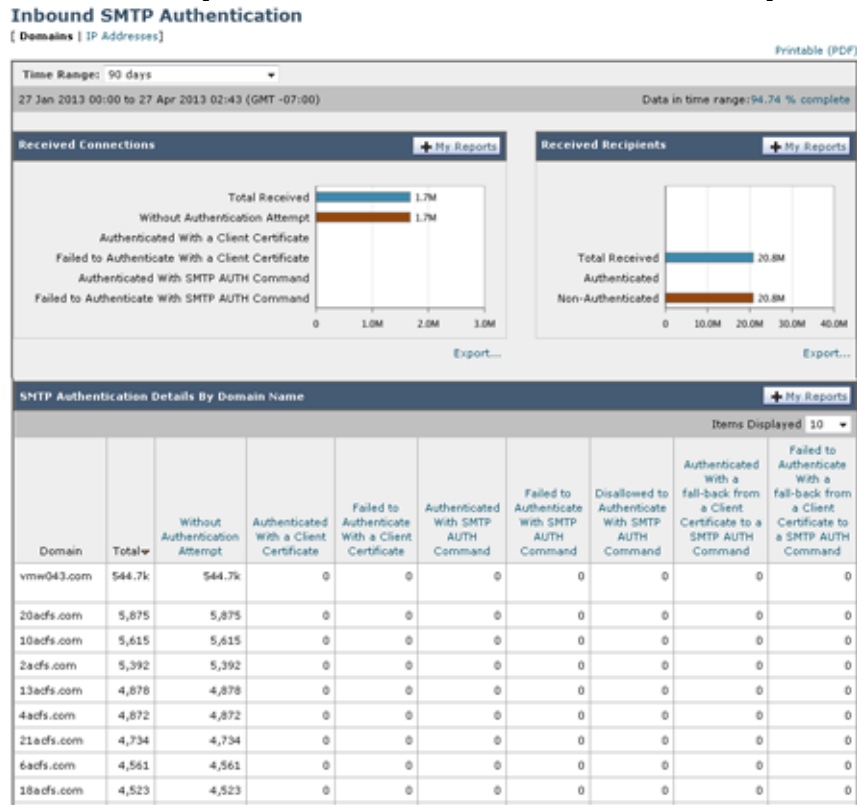 Inbound SMTP Authentication
[ Domains | IP Addresses]
Printable (PDF)
Time Range: 90 days
27 Jan 2013 00:00 to 27 Apr 2013 02:43 (GMT -07:00)
Data in time range:94.74 % complete
Received Connections
My Reports
Total Received 1.7M
Without Authentication Attempt 1.7M
Authenticated With a Client Certificate
Failed to Authenticate With a Client Certificate
Authenticated With SMTP AUTH Command
Failed to Authenticate With SMTP AUTH Command
0 1.0M 2.0M 3.0M
Export...
Received Recipients
My Reports
Total Received 20.8M
Authenticated
Non-Authenticated 20.8M
0 10.0M 20.0M 30.0M 40.0M
Export...
SMTP Authentication Details By Domain Name
My Reports
Items Displayed 10
Domain
Total
Without
Authentication
Attempt
Authenticated
With a Client
Certificate
Failed to
Authenticate
With a Client
Certificate
Authenticated
With SMTP
AUTH
Command
Failed to
Authenticate
With SMTP
AUTH
Command
Disallowed to
Authenticate
With SMTP
AUTH
Command
Authenticated
With a
fall-back from
a Client
Certificate to a
SMTP AUTH
Command
Failed to
Authenticate
With a
fall-back from
a Client
Certificate to
a SMTP AUTH
Command
vmw043.com 544.7k 544.7k 0 0 0 0 0 0 0
20acfs.com 5,875 5,875 0 0 0 0 0 0 0
10acfs.com 5,615 5,615 0 0 0 0 0 0 0
2acfs.com 5,392 5,392 0 0 0 0 0 0 0
13acfs.com 4,878 4,878 0 0 0 0 0 0 0
4acfs.com 4,872 4,872 0 0 0 0 0 0 0
21acfs.com 4,734 4,734 0 0 0 0 0 0 0
6acfs.com 4,561 4,561 0 0 0 0 0 0 0
18acfs.com 4,523 4,523 0 0 0 0 0 0 0